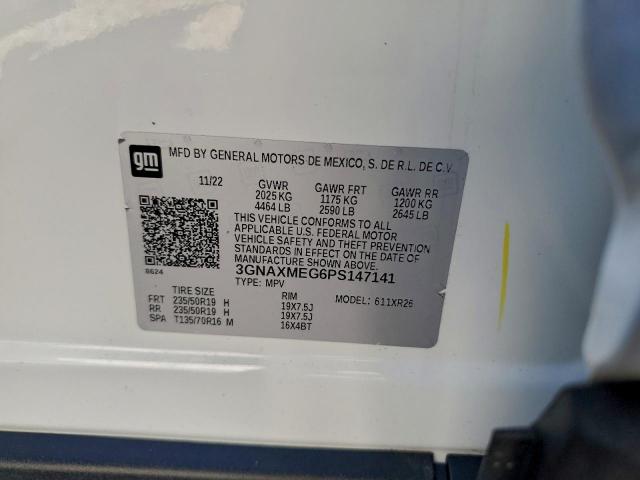 gm
MFD BY GENERAL MOTORS DE MEXICO, S. DE R.L. DE C.V.
11/22 GVWR GAWR FRT GAWR RR
2025 KG 1175 KG 1200 KG
4464 LB 2590 LB 2645 LB
THIS VEHICLE CONFORMS TO ALL
APPLICABLE U.S. FEDERAL MOTOR
VEHICLE SAFETY AND THEFT PREVENTION
STANDARDS IN EFFECT ON THE DATE OF
MANUFACTURE SHOWN ABOVE.
8624
3GNAXMEG6PS147141
TYPE: MPV
TIRE SIZE RIM MODEL: 611XR26
FRT 235/50R19 H 19X7.5J
RR 235/50R19 H 19X7.5J
SPA T135/70R16 M 16X4BT